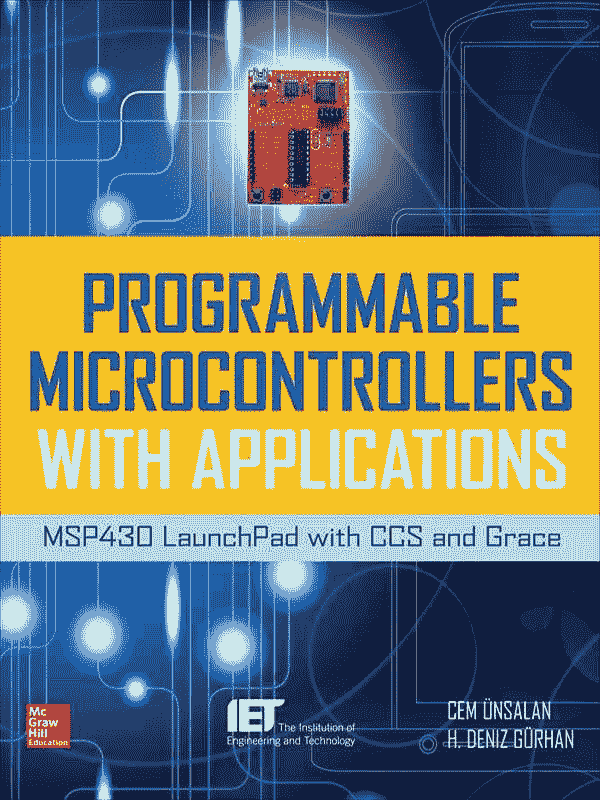 PROGRAMMABLE
MICROCONTROLLERS
WITH APPLICATIONS
MSP430 LaunchPad with CCS and Grace
Mc
Graw
Hill
Education
IET The Institution of
Engineering and Technology
CEM ÜNSALAN
H. DENIZ GÜRHAN